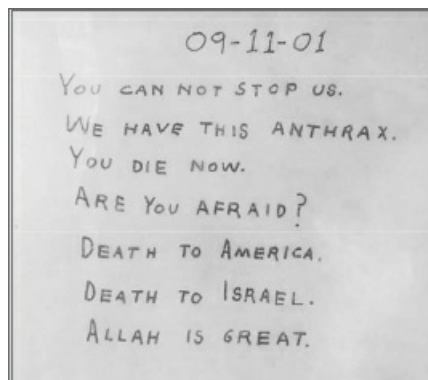 09-11-01
YOU CAN NOT STOP US.
WE HAVE THIS ANTHRAX.
YOU DIE NOW.
ARE YOU AFRAID?
DEATH TO AMERICA.
DEATH TO ISRAEL.
ALLAH IS GREAT.